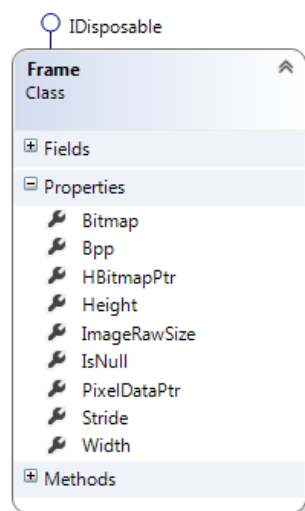 IDisposable
Frame
Class
Fields
Properties
Bitmap
Bpp
HBitmapPtr
Height
ImageRawSize
IsNull
PixelDataPtr
Stride
Width
Methods